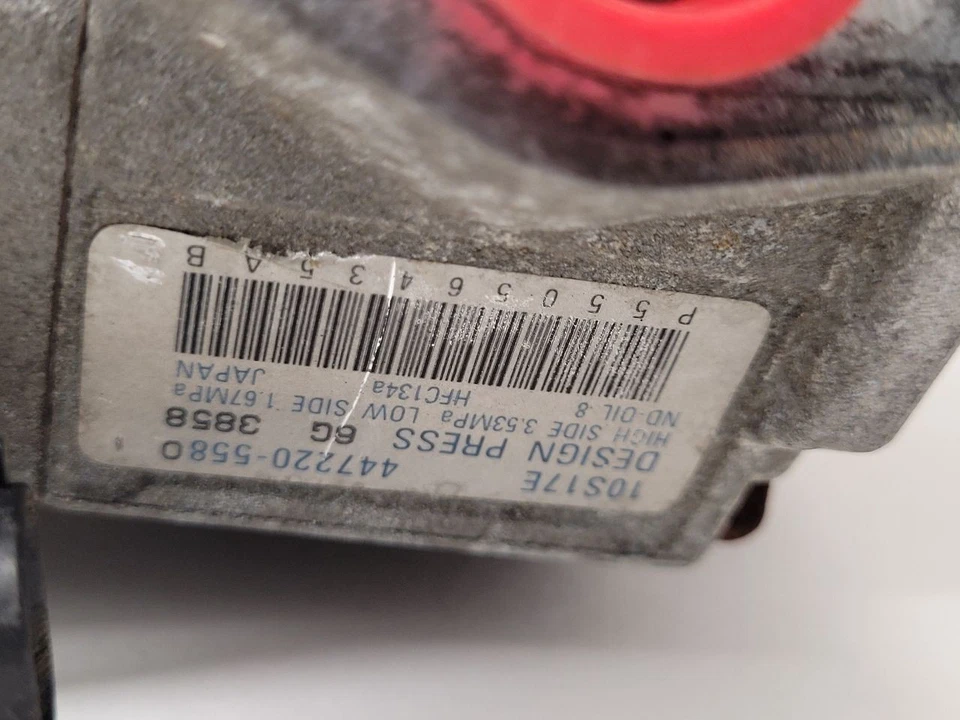 10S17E 447220-5580
DESIGN PRESS 6G 3858
HIGH SIDE 3.53MPa LOW SIDE 1.67MPa
ND-OIL 8 HFC134a JAPAN
P55056435AB